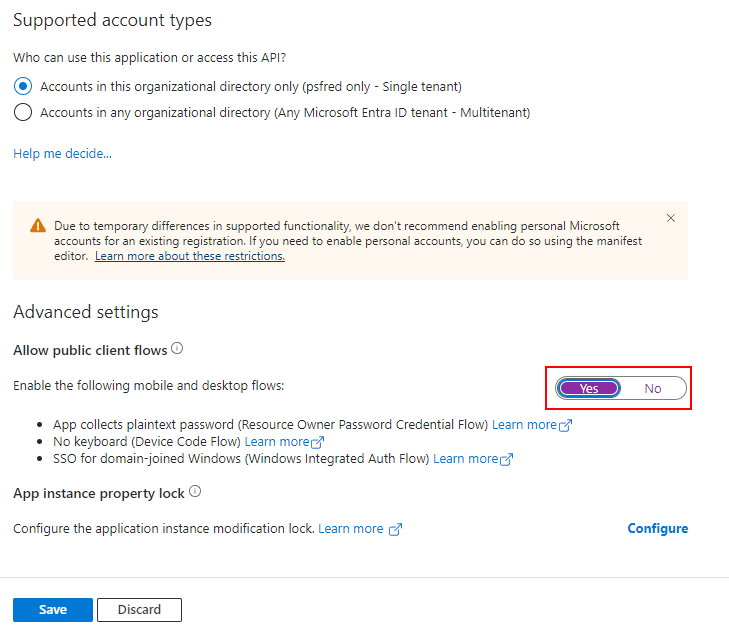 Supported account types
Who can use this application or access this API?
Accounts in this organizational directory only (psfred only - Single tenant)
Accounts in any organizational directory (Any Microsoft Entra ID tenant - Multitenant)
Help me decide...
Due to temporary differences in supported functionality, we don't recommend enabling personal Microsoft
accounts for an existing registration. If you need to enable personal accounts, you can do so using the manifest
editor. Learn more about these restrictions.
Advanced settings
Allow public client flows
Enable the following mobile and desktop flows:
Yes No
• App collects plaintext password (Resource Owner Password Credential Flow) Learn more
• No keyboard (Device Code Flow) Learn more
• SSO for domain-joined Windows (Windows Integrated Auth Flow) Learn more
App instance property lock
Configure the application instance modification lock. Learn more
Configure
Save Discard